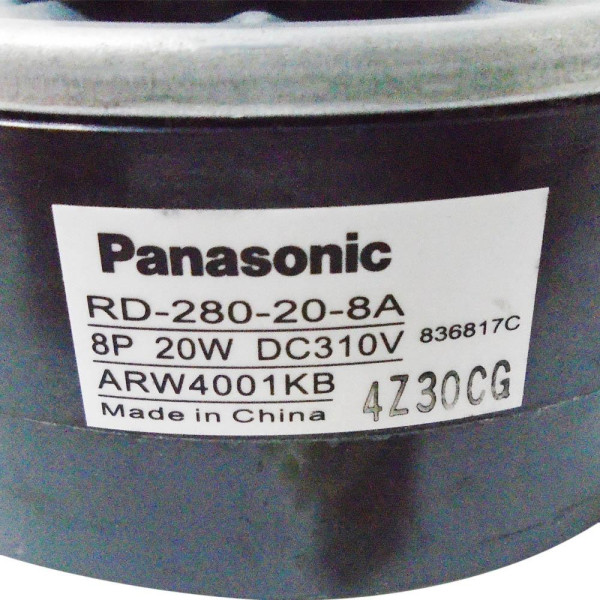 Panasonic
RD-280-20-8A
8P 20W DC310V
836817C
ARW4001KB
4Z30CG
Made in China